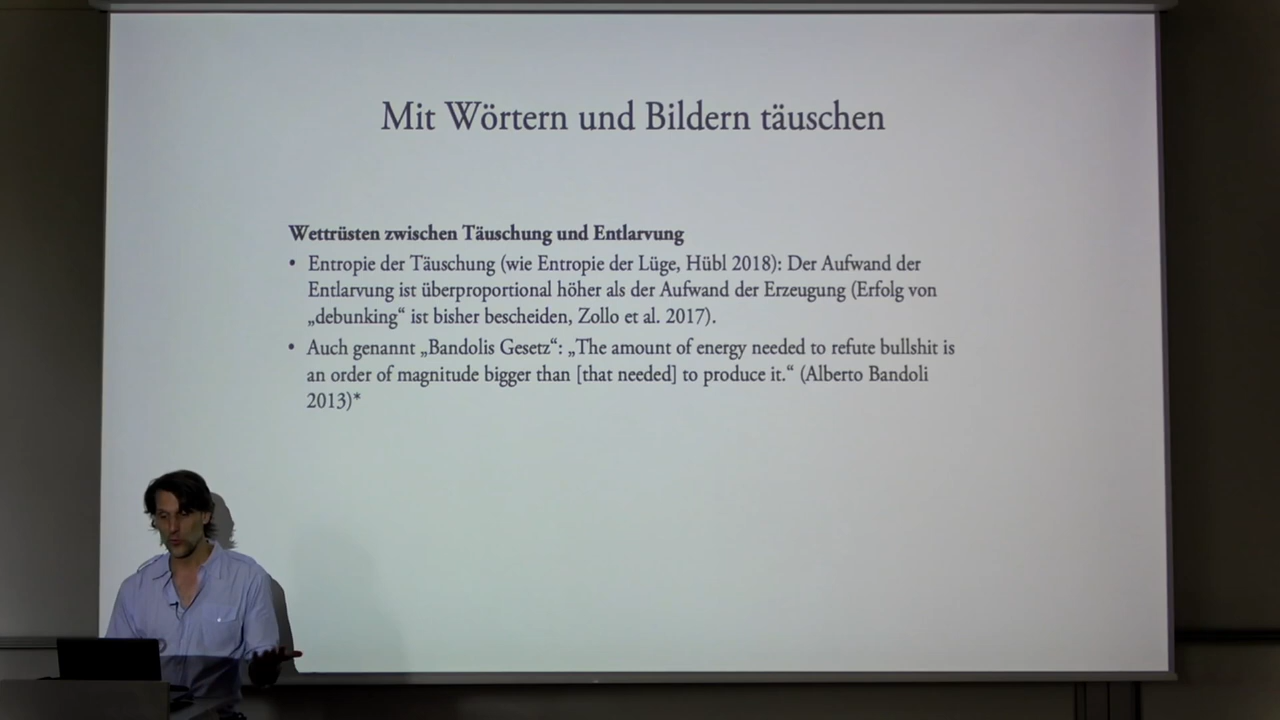 Mit Wörtern und Bildern täuschen
Wettrüsten zwischen Täuschung und Entlarvung
• Entropie der Täuschung (wie Entropie der Lüge, Hübl 2018): Der Aufwand der
Entlarvung ist überproportional höher als der Aufwand der Erzeugung (Erfolg von
„debunking“ ist bisher bescheiden, Zollo et al. 2017).
• Auch genannt „Bandolis Gesetz“: „The amount of energy needed to refute bullshit is
an order of magnitude bigger than [that needed] to produce it.“ (Alberto Bandoli
2013)*